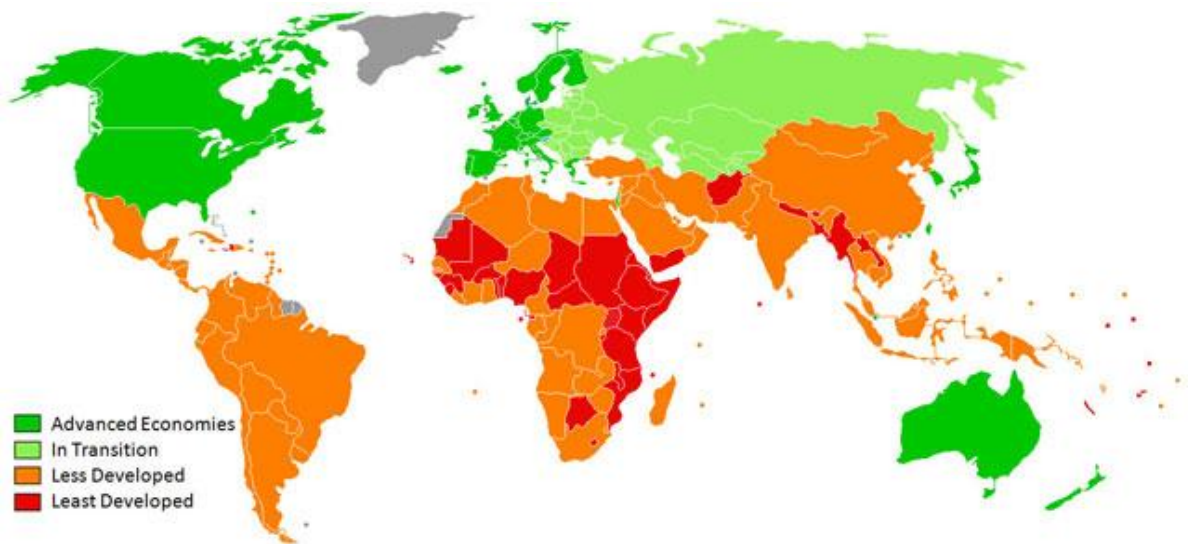 Advanced Economies
In Transition
Less Developed
Least Developed